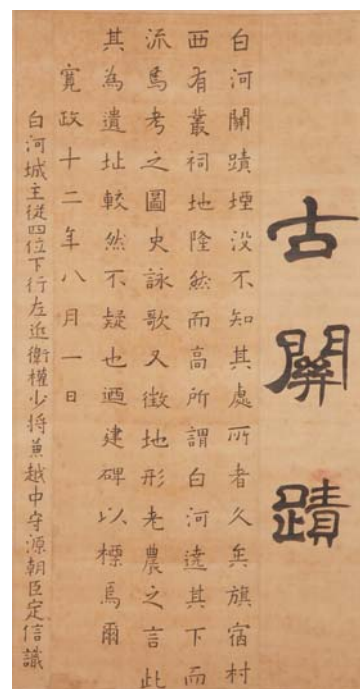 古關蹟
白河關蹟堙没不知其處所者久矣旗宿村
西有叢祠地隆然而高所謂白河遶其下而
流焉考之圖史詠歌又徴地形老農之言此
其為遺址較然不疑也廼建碑以標焉爾
寛政十二年八月一日
白河城主從四位下行左近衛權少将兼越中守源朝臣定信識